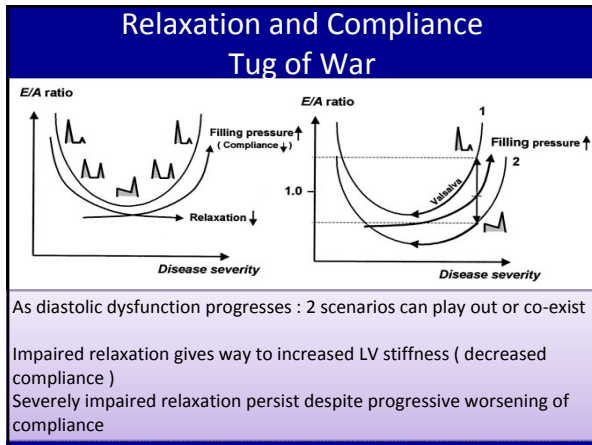 Relaxation and Compliance
Tug of War
E/A ratio
Filling pressure↑
( Compliance↓)
Relaxation ↓
Disease severity
E/A ratio
1
Filling pressure ↑
2
Valsalva
1.0
Disease severity
As diastolic dysfunction progresses : 2 scenarios can play out or co-exist
Impaired relaxation gives way to increased LV stiffness ( decreased
compliance )
Severely impaired relaxation persist despite progressive worsening of
compliance